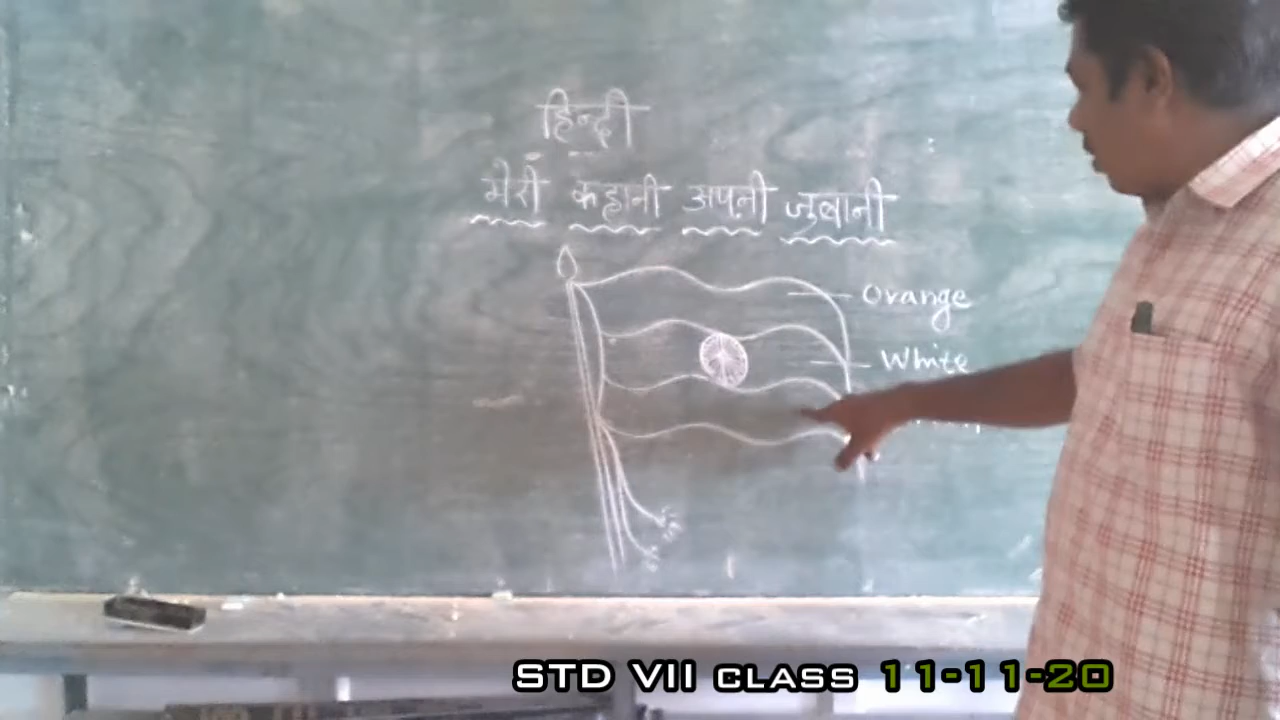 हिन्दी
मेरी कहानी अपनी जुबानी
Orange
White
STD VII CLASS 11-11-20